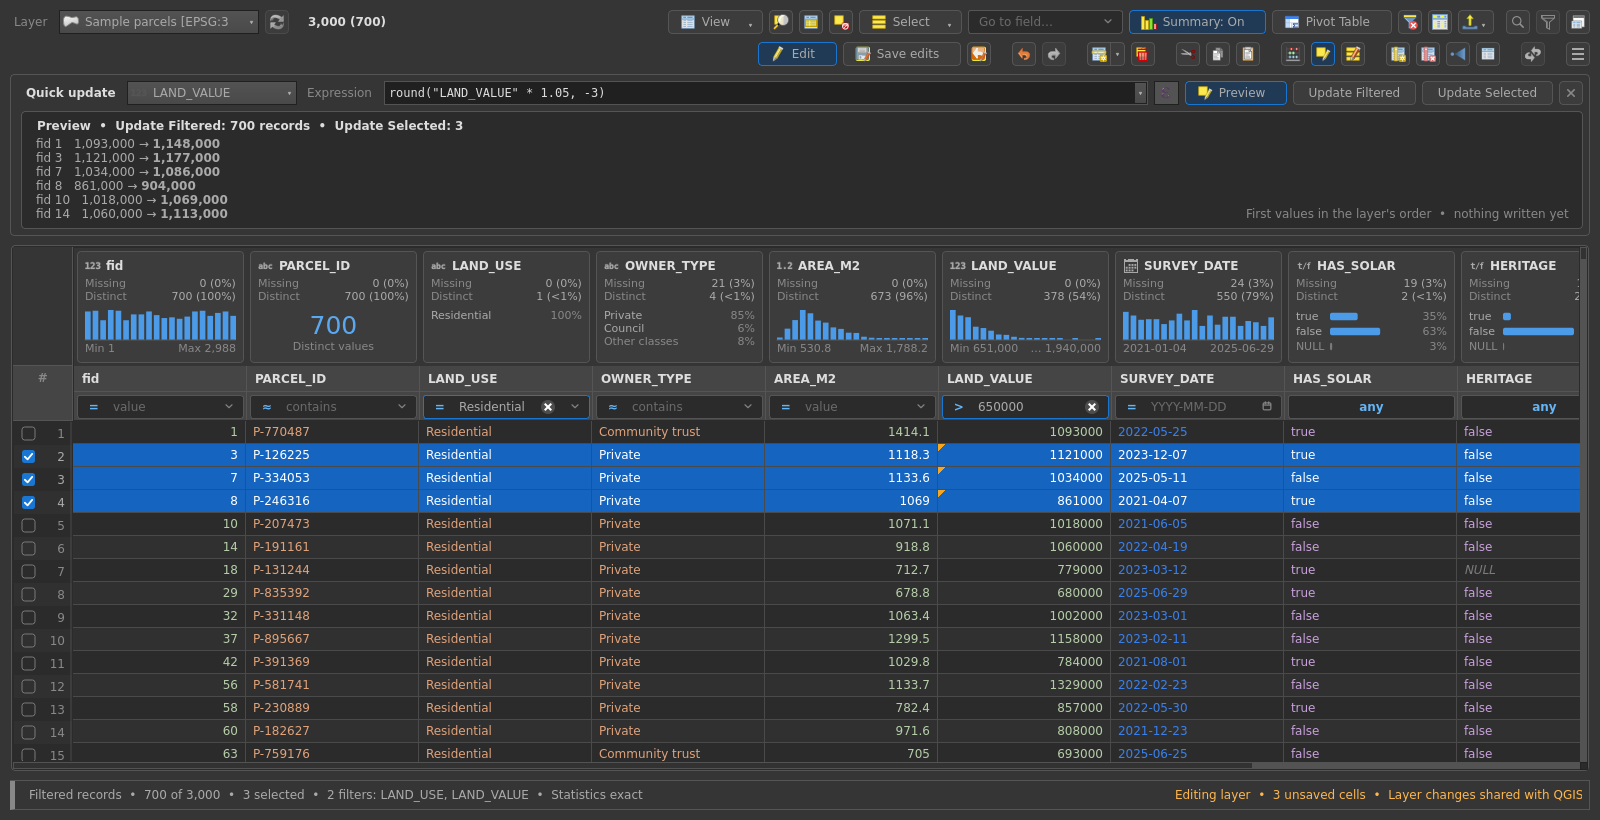 Layer Sample parcels [EPSG:3 3,000 (700) View Select Go to field... Summary: On Pivot Table
Edit Save edits
Quick update 123 LAND_VALUE Expression round("LAND_VALUE" * 1.05, -3) Preview Update Filtered Update Selected
Preview • Update Filtered: 700 records • Update Selected: 3
fid 1 1,093,000 → 1,148,000
fid 3 1,121,000 → 1,177,000
fid 7 1,034,000 → 1,086,000
fid 8 861,000 → 904,000
fid 10 1,018,000 → 1,069,000
fid 14 1,060,000 → 1,113,000
First values in the layer's order • nothing written yet
123 fid abc PARCEL_ID abc LAND_USE abc OWNER_TYPE 1.2 AREA_M2 123 LAND_VALUE SURVEY_DATE t/f HAS_SOLAR t/f HERITAGE
Missing 0 (0%) Missing 0 (0%) Missing 0 (0%) Missing 21 (3%) Missing 0 (0%) Missing 0 (0%) Missing 24 (3%) Missing 19 (3%) Missing
Distinct 700 (100%) Distinct 700 (100%) Distinct 1 (<1%) Distinct 4 (<1%) Distinct 673 (96%) Distinct 378 (54%) Distinct 550 (79%) Distinct 2 (<1%) Distinct
700 Residential 100% Private 85% true 35% true
Council 6% false 63% false
Distinct values Other classes 8% NULL 3% NULL
Min 1 Max 2,988 Min 530.8 Max 1,788.2 Min 651,000 ... 1,940,000 2021-01-04 2025-06-29
# fid PARCEL_ID LAND_USE OWNER_TYPE AREA_M2 LAND_VALUE SURVEY_DATE HAS_SOLAR HERITAGE
= value ≈ contains = Residential ≈ contains = value > 650000 = YYYY-MM-DD any any
1 1 P-770487 Residential Community trust 1414.1 1093000 2022-05-25 true false
2 3 P-126225 Residential Private 1118.3 1121000 2023-12-07 true false
3 7 P-334053 Residential Private 1133.6 1034000 2025-05-11 false false
4 8 P-246316 Residential Private 1069 861000 2021-04-07 true false
5 10 P-207473 Residential Private 1071.1 1018000 2021-06-05 false false
6 14 P-191161 Residential Private 918.8 1060000 2022-04-19 false false
7 18 P-131244 Residential Private 712.7 779000 2023-03-12 true NULL
8 29 P-835392 Residential Private 678.8 680000 2025-06-29 false false
9 32 P-331148 Residential Private 1063.4 1002000 2023-03-01 false false
10 37 P-895667 Residential Private 1299.5 1158000 2023-02-11 false false
11 42 P-391369 Residential Private 1029.8 784000 2021-08-01 true false
12 56 P-581741 Residential Private 1133.7 1329000 2022-02-23 false false
13 58 P-230889 Residential Private 782.4 857000 2022-05-30 true false
14 60 P-182627 Residential Private 971.6 808000 2021-12-23 false false
15 63 P-759176 Residential Community trust 705 693000 2025-06-25 false false
Filtered records • 700 of 3,000 • 3 selected • 2 filters: LAND_USE, LAND_VALUE • Statistics exact Editing layer • 3 unsaved cells • Layer changes shared with QGIS